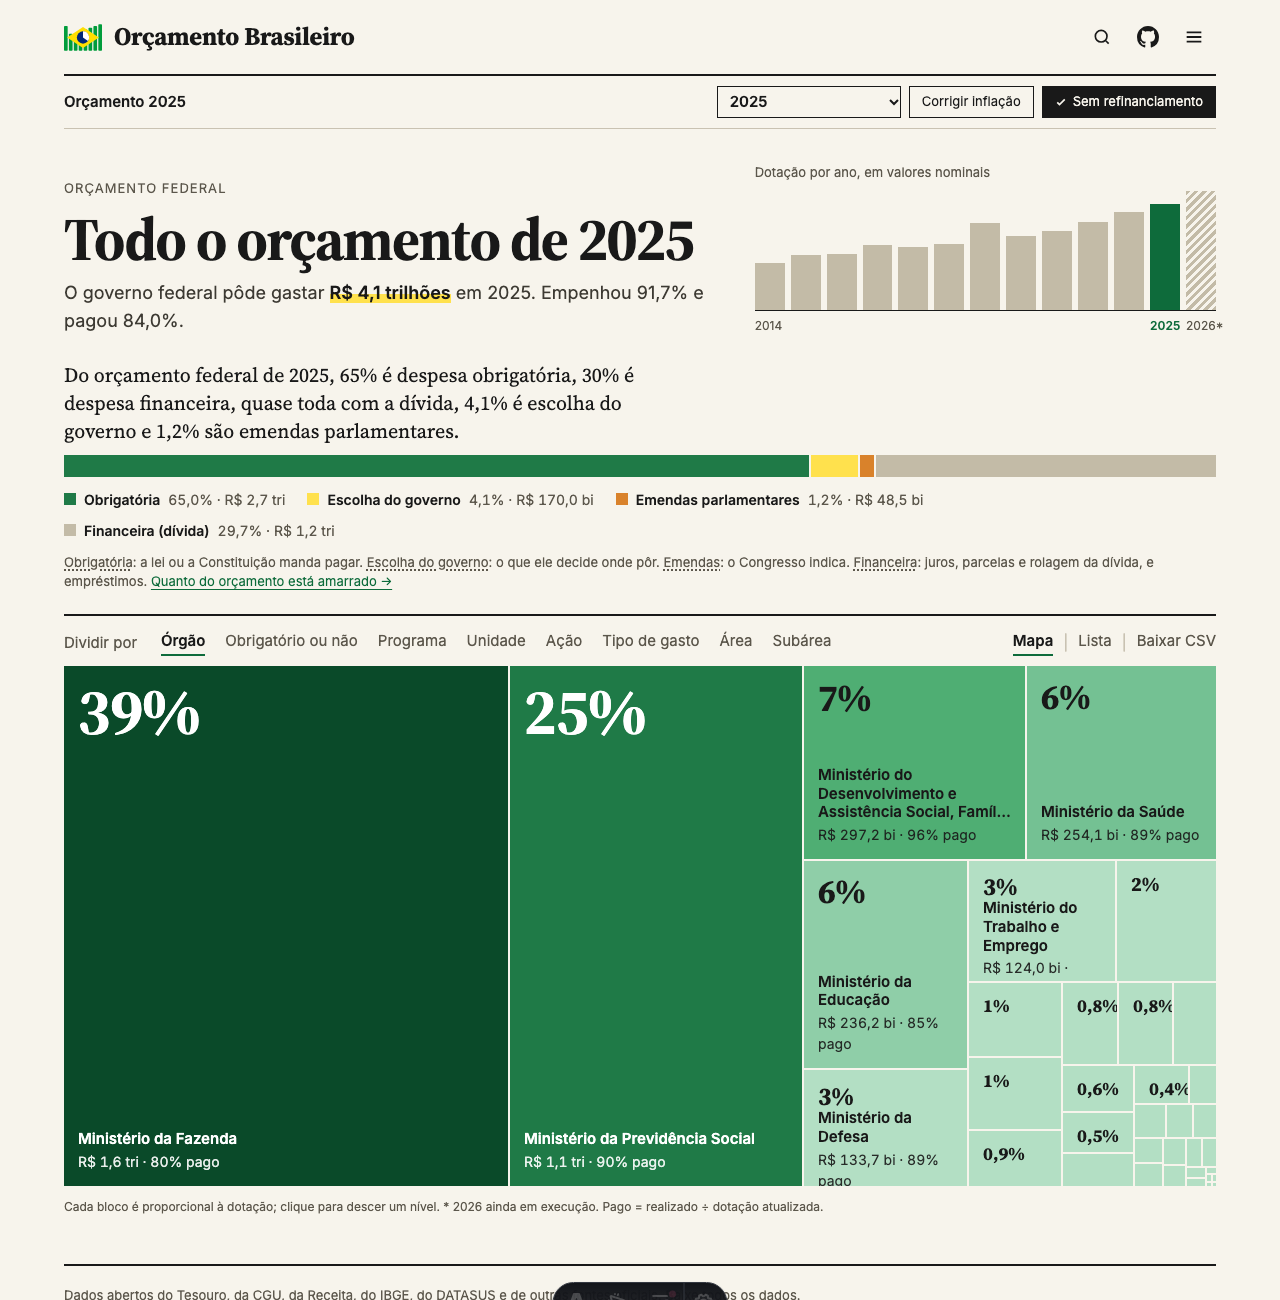 Orçamento Brasileiro
Orçamento 2025
2025
Corrigir inflação
✓ Sem refinanciamento
ORÇAMENTO FEDERAL
Todo o orçamento de 2025
O governo federal pôde gastar R$ 4,1 trilhões em 2025. Empenhou 91,7% e
pagou 84,0%.
Dotação por ano, em valores nominais
2014
2025
2026*
Do orçamento federal de 2025, 65% é despesa obrigatória, 30% é
despesa financeira, quase toda com a dívida, 4,1% é escolha do
governo e 1,2% são emendas parlamentares.
Obrigatória 65,0% · R$ 2,7 tri
Escolha do governo 4,1% · R$ 170,0 bi
Emendas parlamentares 1,2% · R$ 48,5 bi
Financeira (dívida) 29,7% · R$ 1,2 tri
Obrigatória: a lei ou a Constituição manda pagar. Escolha do governo: o que ele decide onde pôr. Emendas: o Congresso indica. Financeira: juros, parcelas e rolagem da dívida, e
empréstimos. Quanto do orçamento está amarrado →
Dividir por
Órgão
Obrigatório ou não
Programa
Unidade
Ação
Tipo de gasto
Área
Subárea
Mapa | Lista | Baixar CSV
39%
Ministério da Fazenda
R$ 1,6 tri · 80% pago
25%
Ministério da Previdência Social
R$ 1,1 tri · 90% pago
7%
Ministério do
Desenvolvimento e
Assistência Social, Famíl...
R$ 297,2 bi · 96% pago
6%
Ministério da Saúde
R$ 254,1 bi · 89% pago
6%
Ministério da
Educação
R$ 236,2 bi · 85%
pago
3%
Ministério da
Defesa
R$ 133,7 bi · 89%
pago
3%
Ministério do
Trabalho e
Emprego
R$ 124,0 bi ·
2%
1%
1%
0,9%
0,8%
0,8%
0,6%
0,4%
0,5%
Cada bloco é proporcional à dotação; clique para descer um nível. * 2026 ainda em execução. Pago = realizado ÷ dotação atualizada.
Dados abertos do Tesouro, da CGU, da Receita, do IBGE, do DATASUS e de
os dados.